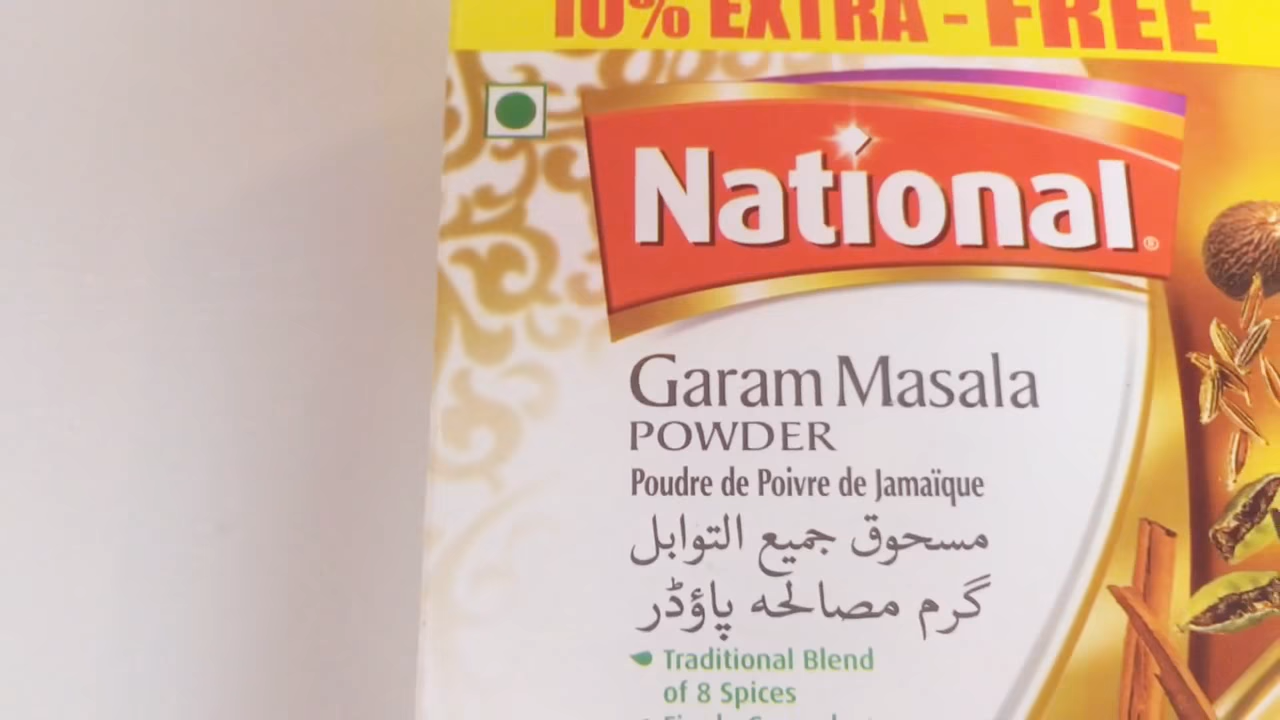 10% EXTRA - FREE
National®
Garam Masala
POWDER
Poudre de Poivre de Jamaïque
مسحوق جميع التوابل
گرم مصالحہ پاؤڈر
Traditional Blend
of 8 Spices